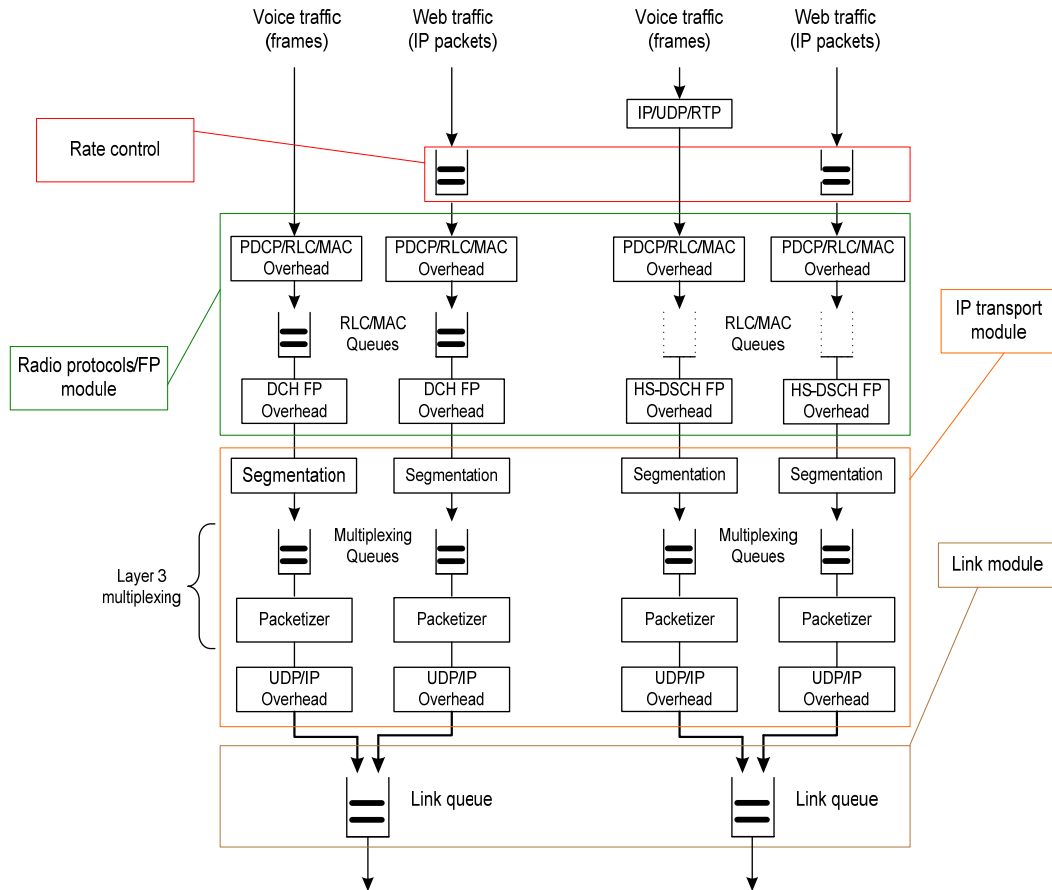 Voice traffic
(frames)
Web traffic
(IP packets)
Voice traffic
(frames)
Web traffic
(IP packets)
IP/UDP/RTP
Rate control
PDCP/RLC/MAC
Overhead
PDCP/RLC/MAC
Overhead
PDCP/RLC/MAC
Overhead
PDCP/RLC/MAC
Overhead
RLC/MAC
Queues
RLC/MAC
Queues
IP transport
module
Radio protocols/FP
module
DCH FP
Overhead
DCH FP
Overhead
HS-DSCH FP
Overhead
HS-DSCH FP
Overhead
Segmentation
Segmentation
Segmentation
Segmentation
Multiplexing
Queues
Multiplexing
Queues
Link module
Layer 3
multiplexing
Packetizer
Packetizer
Packetizer
Packetizer
UDP/IP
Overhead
UDP/IP
Overhead
UDP/IP
Overhead
UDP/IP
Overhead
Link queue
Link queue